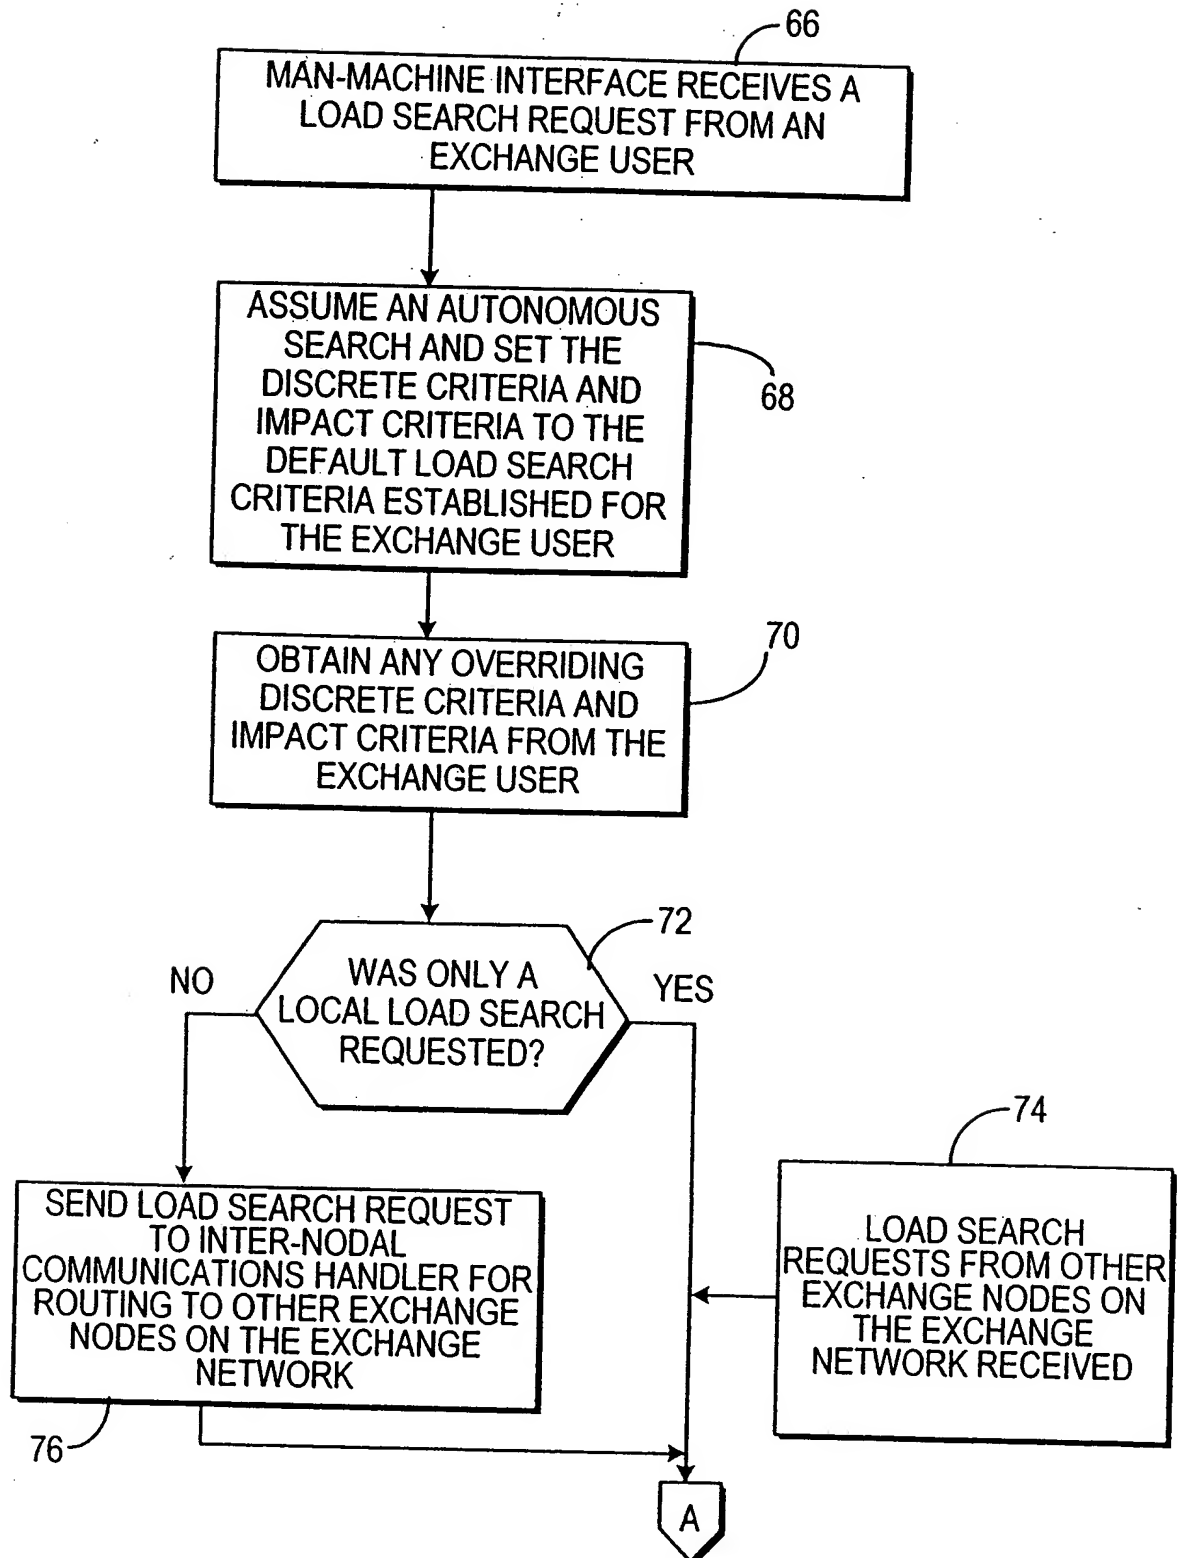 66
MAN-MACHINE INTERFACE RECEIVES A
LOAD SEARCH REQUEST FROM AN
EXCHANGE USER
ASSUME AN AUTONOMOUS
SEARCH AND SET THE
DISCRETE CRITERIA AND
IMPACT CRITERIA TO THE
DEFAULT LOAD SEARCH
CRITERIA ESTABLISHED FOR
THE EXCHANGE USER
68
70
OBTAIN ANY OVERRIDING
DISCRETE CRITERIA AND
IMPACT CRITERIA FROM THE
EXCHANGE USER
72
NO
WAS ONLY A
LOCAL LOAD SEARCH
REQUESTED?
YES
74
SEND LOAD SEARCH REQUEST
TO INTER-NODAL
COMMUNICATIONS HANDLER FOR
ROUTING TO OTHER EXCHANGE
NODES ON THE EXCHANGE
NETWORK
LOAD SEARCH
REQUESTS FROM OTHER
EXCHANGE NODES ON
THE EXCHANGE
NETWORK RECEIVED
76
A